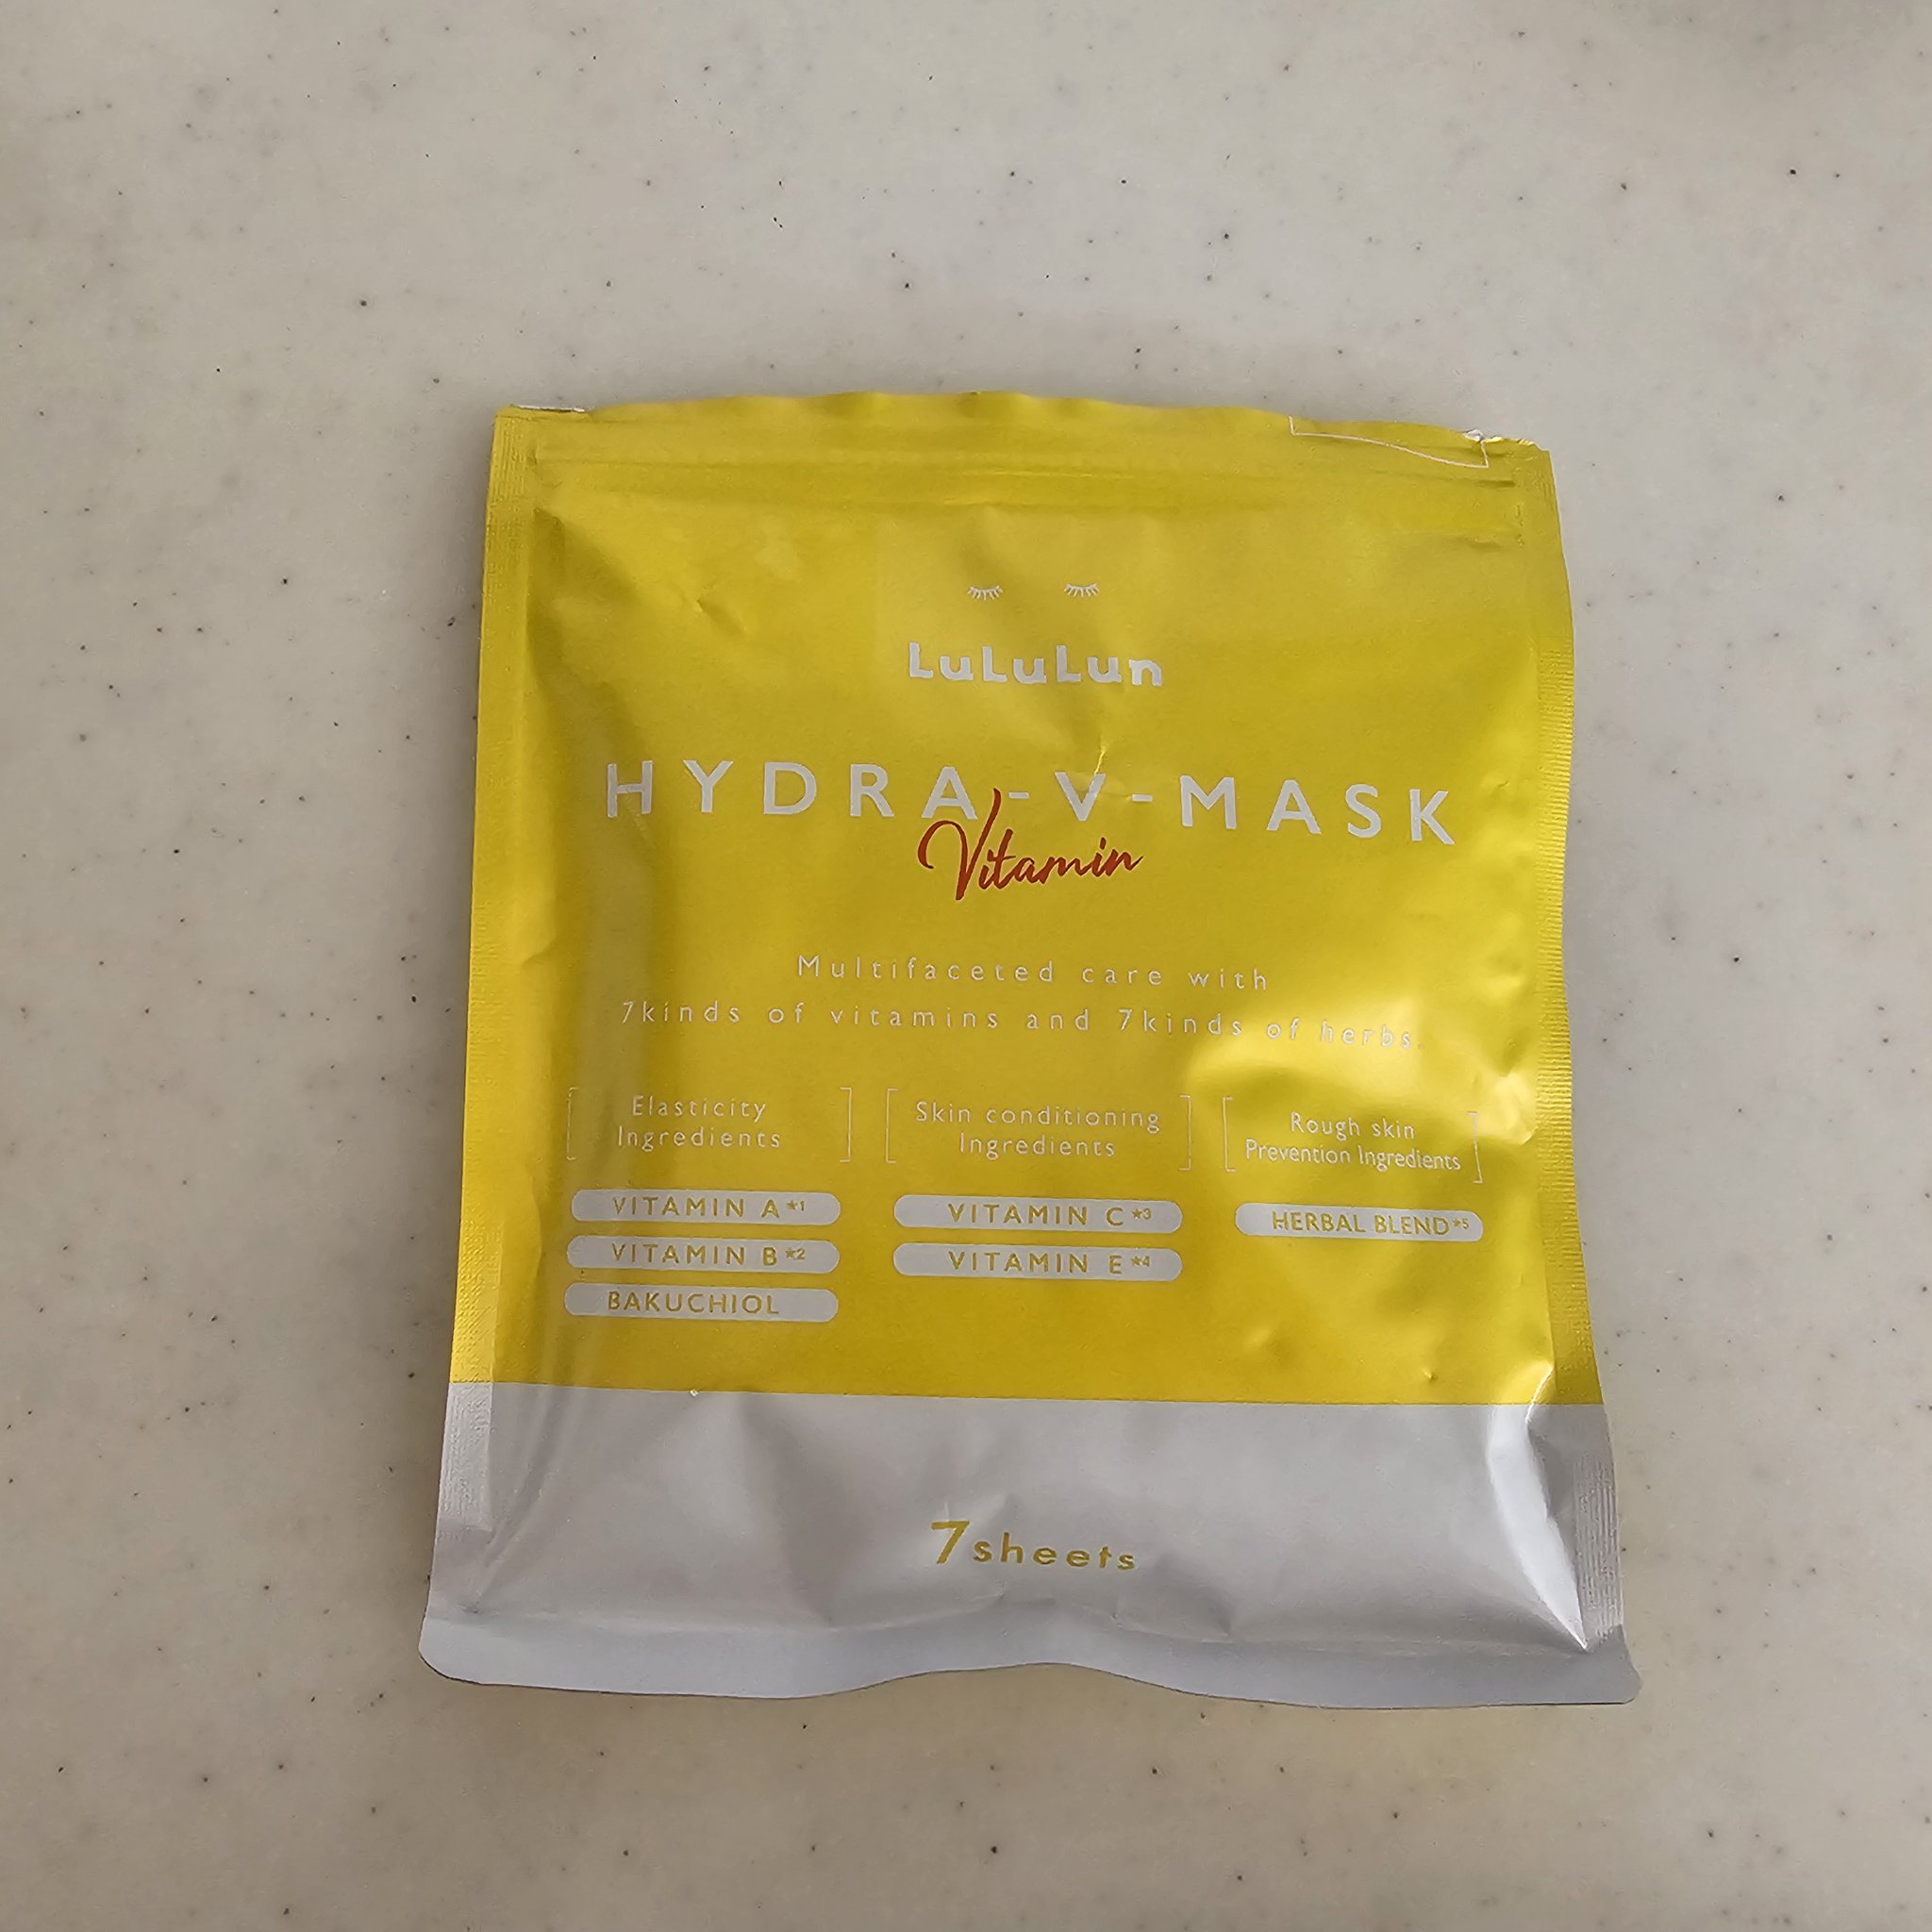 LuLuLun
HYDRA-V-MASK
Vitamin
Multifaceted care with
7kinds of vitamins and 7kinds of herbs.
Elasticity
Ingredients
VITAMIN A★1
VITAMIN B★2
BAKUCHIOL
Skin conditioning
Ingredients
VITAMIN C★3
VITAMIN E★4
Rough skin
Prevention Ingredients
HERBAL BLEND★5
7sheets